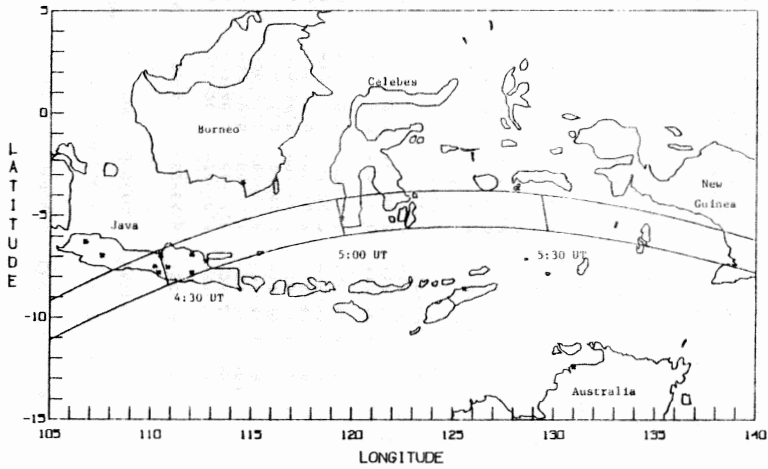 5
Celebes
0
Borneo
LATITUDE
New
Guinea
-5
Java
5:00 UT
5:30 UT
4:30 UT
-10
Australia
-15
105
110
115
120
125
130
135
140
LONGITUDE